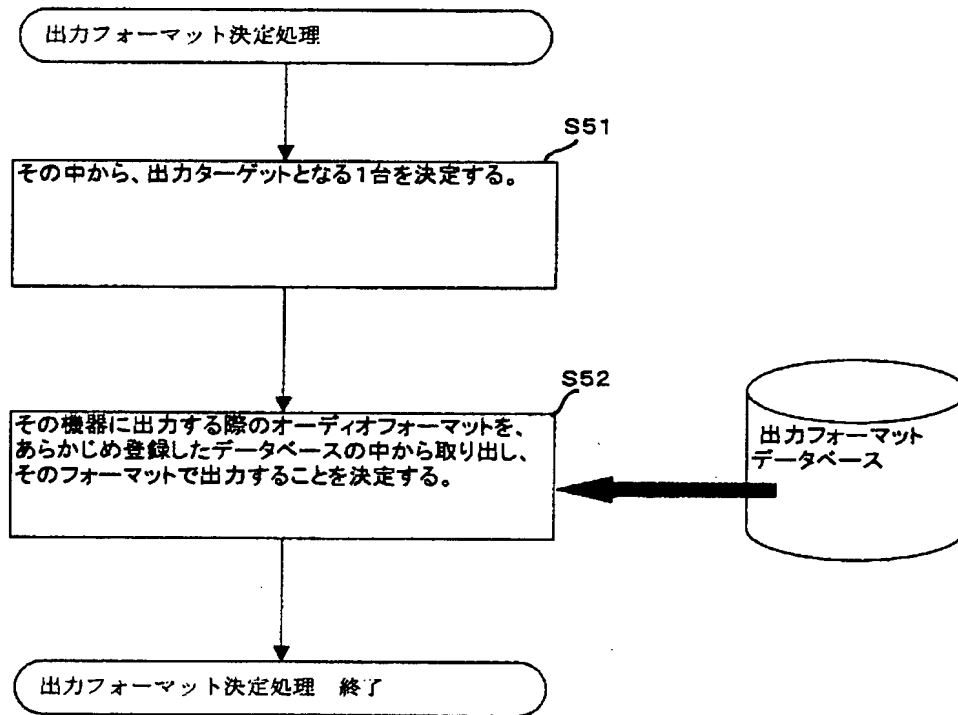 出力フォーマット決定処理
S51
その中から、出力ターゲットとなる1台を決定する。
S52
その機器に出力する際のオーディオフォーマットを、
あらかじめ登録したデータベースの中から取り出し、
そのフォーマットで出力することを決定する。
出力フォーマット
データベース
出力フォーマット決定処理　終了